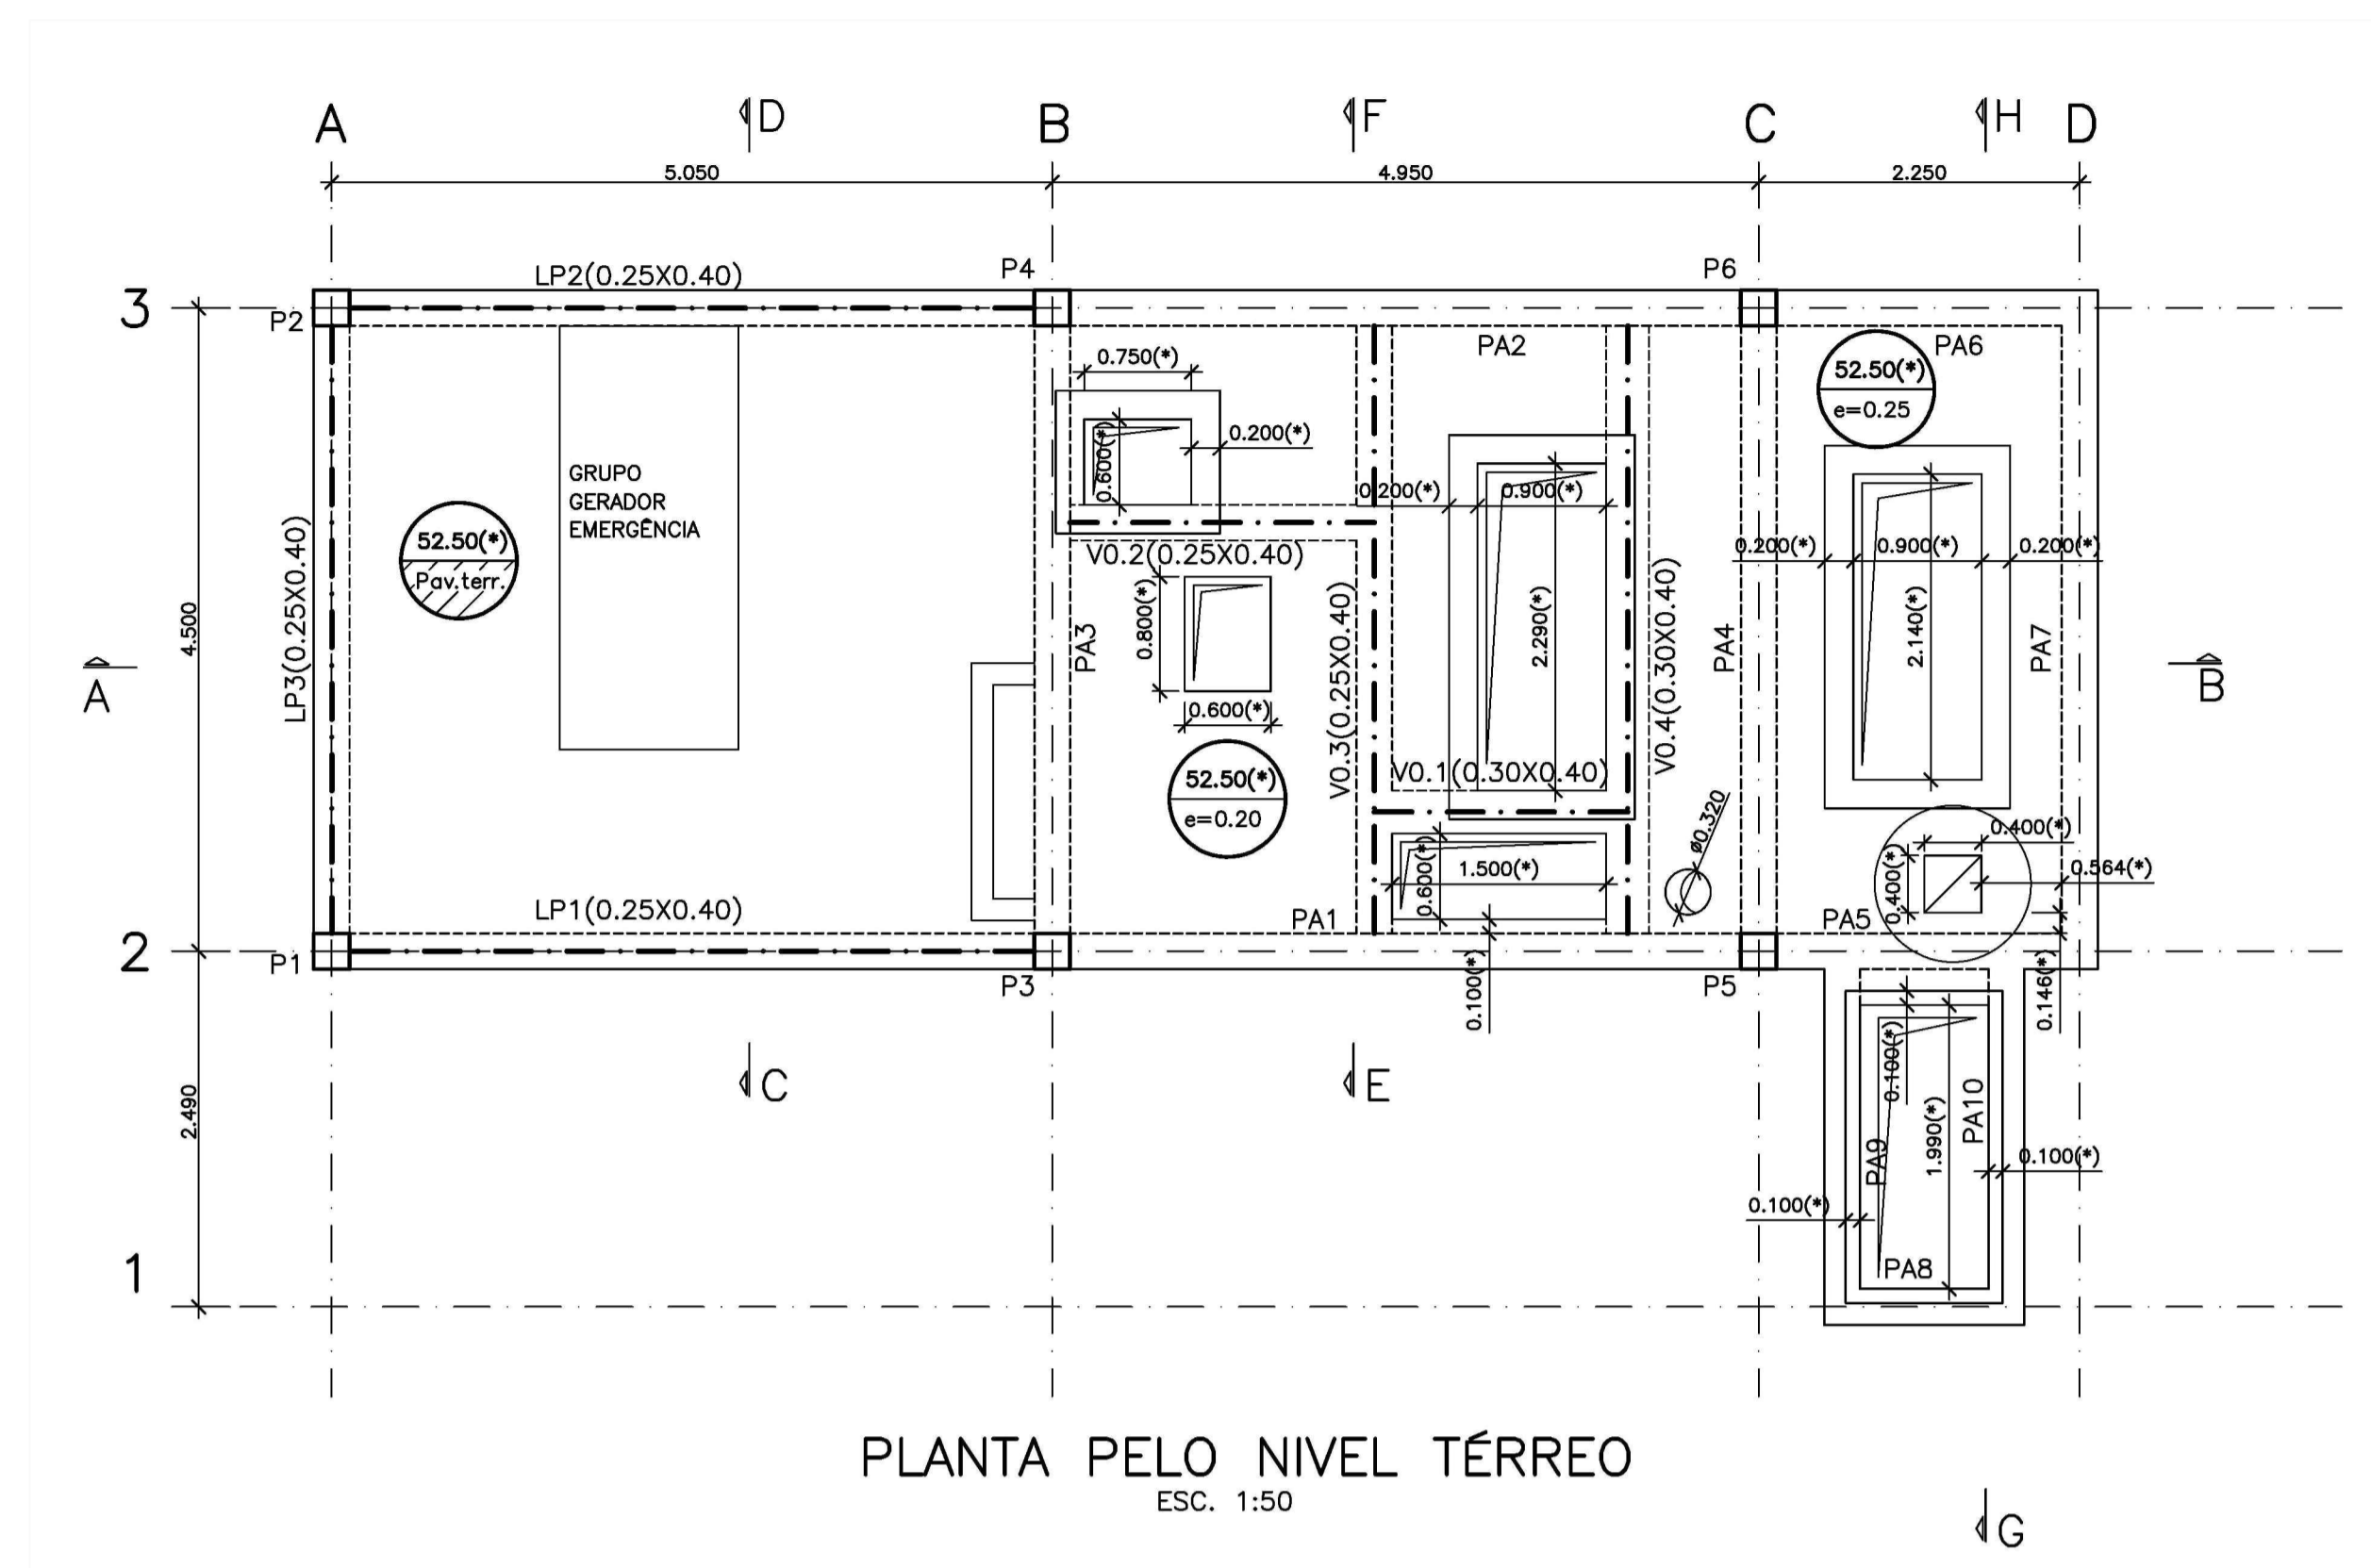 A
D
B
F
C
H
D
5.050
4.950
2.250
LP2(0.25X0.40)
P4
P6
3
P2
PA2
PA6
0.750(*)
52.50(*)
e=0.25
0.600(*)
0.200(*)
GRUPO
GERADOR
EMERGÊNCIA
0.200(*)
0.900(*)
52.50(*)
Pav.terr.
V0.2(0.25X0.40)
0.200(*)
0.900(*)
0.200(*)
LP3(0.25X0.40)
4.500
0.800(*)
PA3
V0.3(0.25X0.40)
2.290(*)
V0.4(0.30X0.40)
PA4
2.140(*)
PA7
A
B
0.600(*)
52.50(*)
e=0.20
V0.1(0.30X0.40)
ø0.320
0.400(*)
0.600(*)
1.500(*)
0.400(*)
0.564(*)
LP1(0.25X0.40)
PA1
PA5
2
P1
P3
P5
0.100(*)
0.146(*)
C
E
0.100(*)
2.490
1.990(*)
PA10
PA9
0.100(*)
0.100(*)
1
PA8
PLANTA PELO NIVEL TÉRREO
ESC. 1:50
G